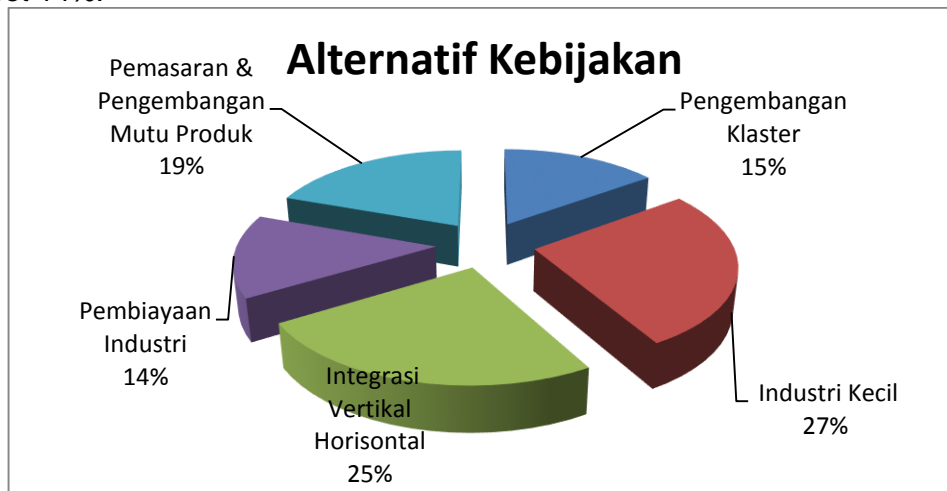 Alternatif Kebijakan
Pemasaran &
Pengembangan
Mutu Produk
19%
Pengembangan
Klaster
15%
Pembiayaan
Industri
14%
Integrasi
Vertikal
Horisontal
25%
Industri Kecil
27%